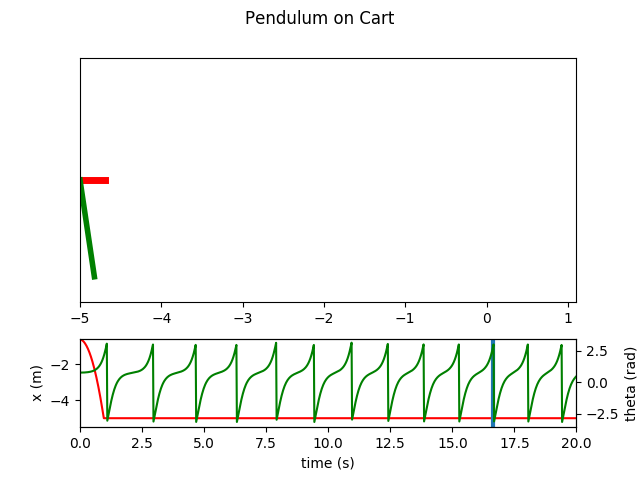 Pendulum on Cart
−5 −4 −3 −2 −1 0 1
x (m)
−2
−4
2.5
0.0
−2.5
theta (rad)
0.0 2.5 5.0 7.5 10.0 12.5 15.0 17.5 20.0
time (s)